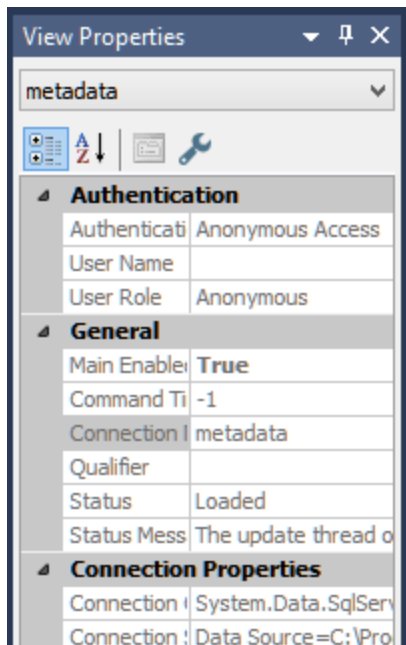 View Properties
metadata
A
Z
Authentication
Authenticati Anonymous Access
User Name
User Role Anonymous
General
Main Enable True
Command Ti -1
Connection metadata
Qualifier
Status Loaded
Status Mess The update thread o
Connection Properties
Connection System.Data.SqlServ
Connection Data Source=C:\Pro